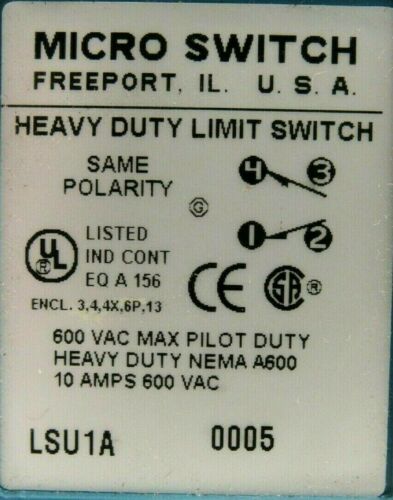 MICRO SWITCH
FREEPORT, IL. U. S. A.
HEAVY DUTY LIMIT SWITCH
SAME
POLARITY
4 3
G
1 2
UL ®
LISTED
IND CONT
EQ A 156
ENCL. 3,4,4X,6P,13
CE SA ®
600 VAC MAX PILOT DUTY
HEAVY DUTY NEMA A600
10 AMPS 600 VAC
LSU1A 0005